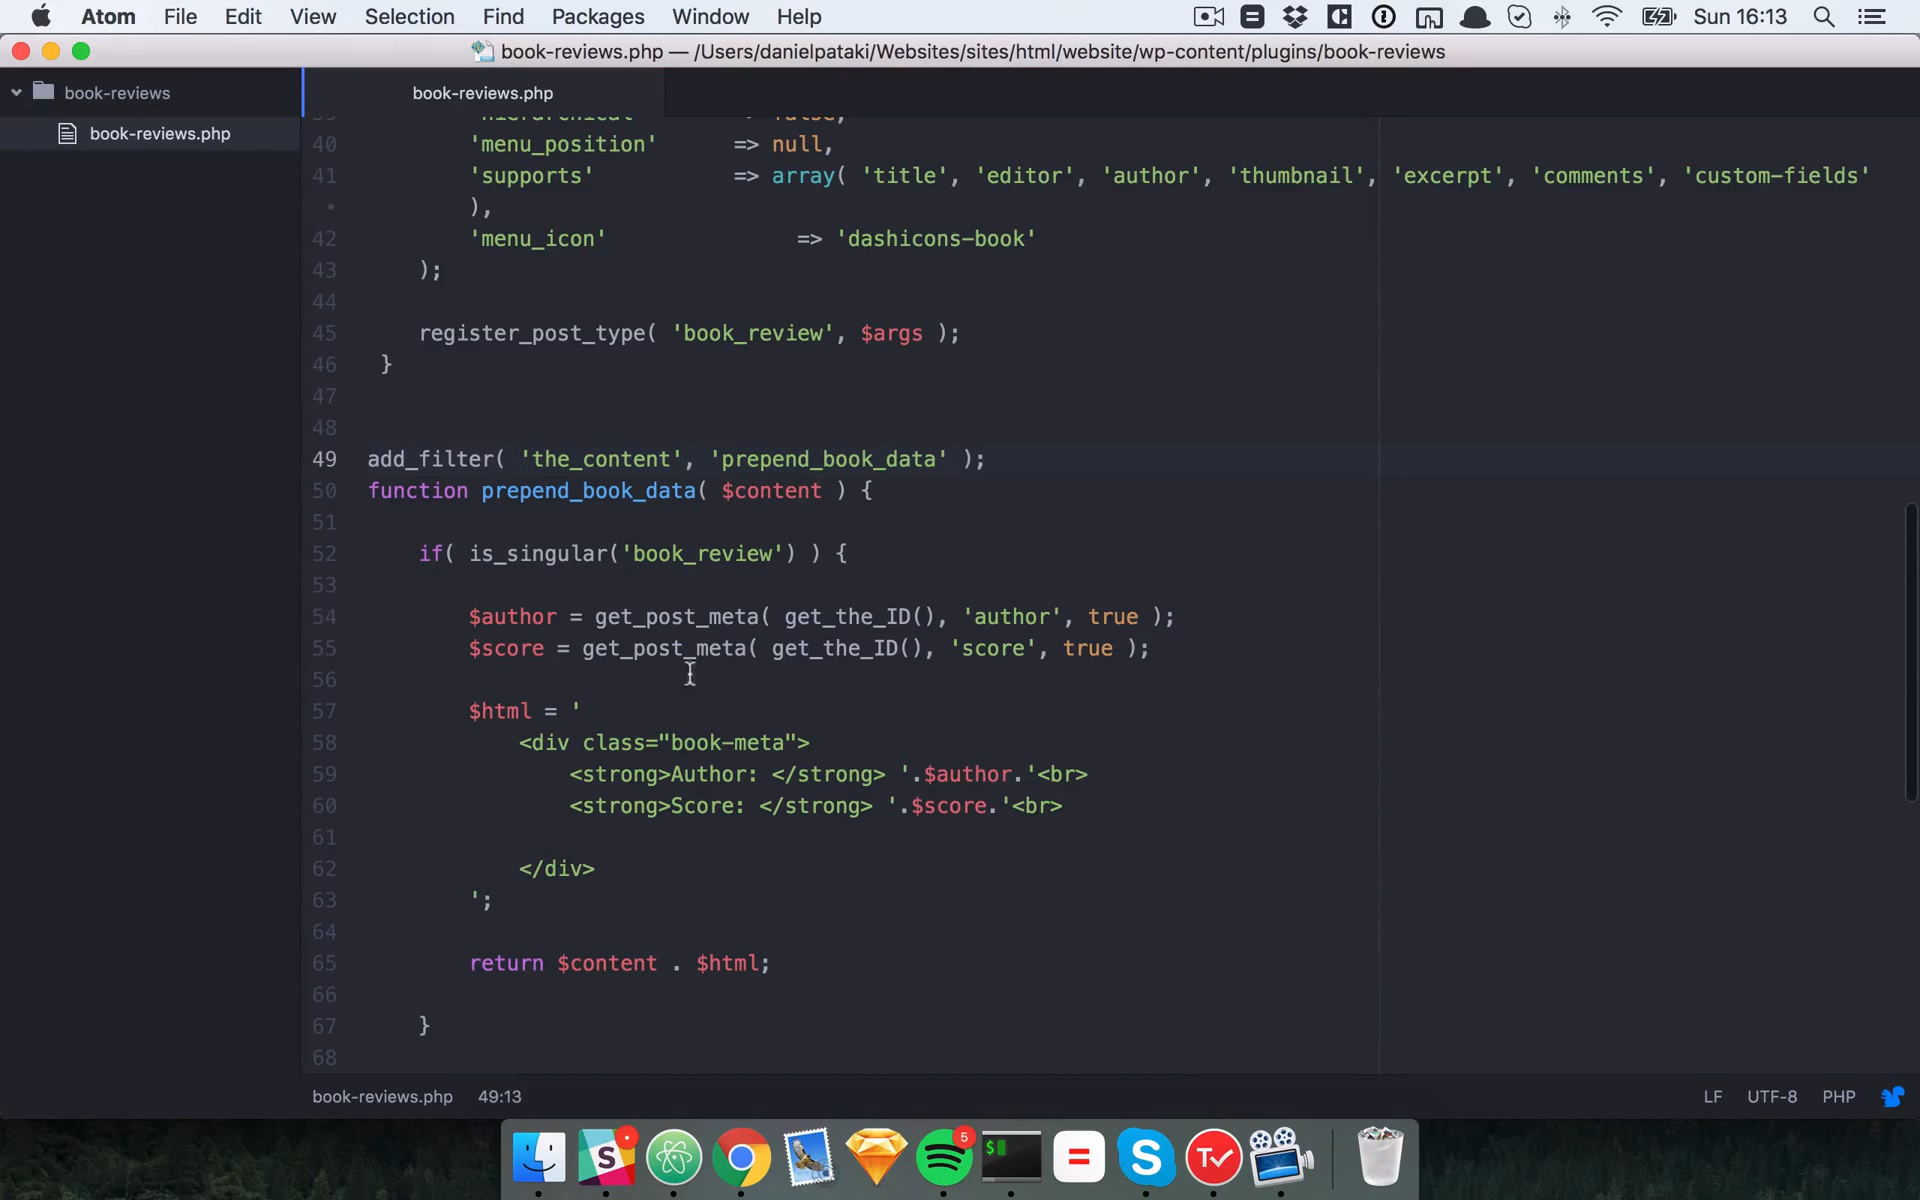 Atom File Edit View Selection Find Packages Window Help Sun 16:13
book-reviews.php — /Users/danielpataki/Websites/sites/html/website/wp-content/plugins/book-reviews
book-reviews
book-reviews.php
book-reviews.php
40 'menu_position' => null,
41 'supports' => array( 'title', 'editor', 'author', 'thumbnail', 'excerpt', 'comments', 'custom-fields'
• ),
42 'menu_icon' => 'dashicons-book'
43 );
44
45 register_post_type( 'book_review', $args );
46 }
47
48
49 add_filter( 'the_content', 'prepend_book_data' );
50 function prepend_book_data( $content ) {
51
52 if( is_singular('book_review') ) {
53
54 $author = get_post_meta( get_the_ID(), 'author', true );
55 $score = get_post_meta( get_the_ID(), 'score', true );
56
57 $html = '
58 <div class="book-meta">
59 <strong>Author: </strong> '.$author.'<br>
60 <strong>Score: </strong> '.$score.'<br>
61
62 </div>
63 ';
64
65 return $content . $html;
66
67 }
68
book-reviews.php 49:13 LF UTF-8 PHP
5